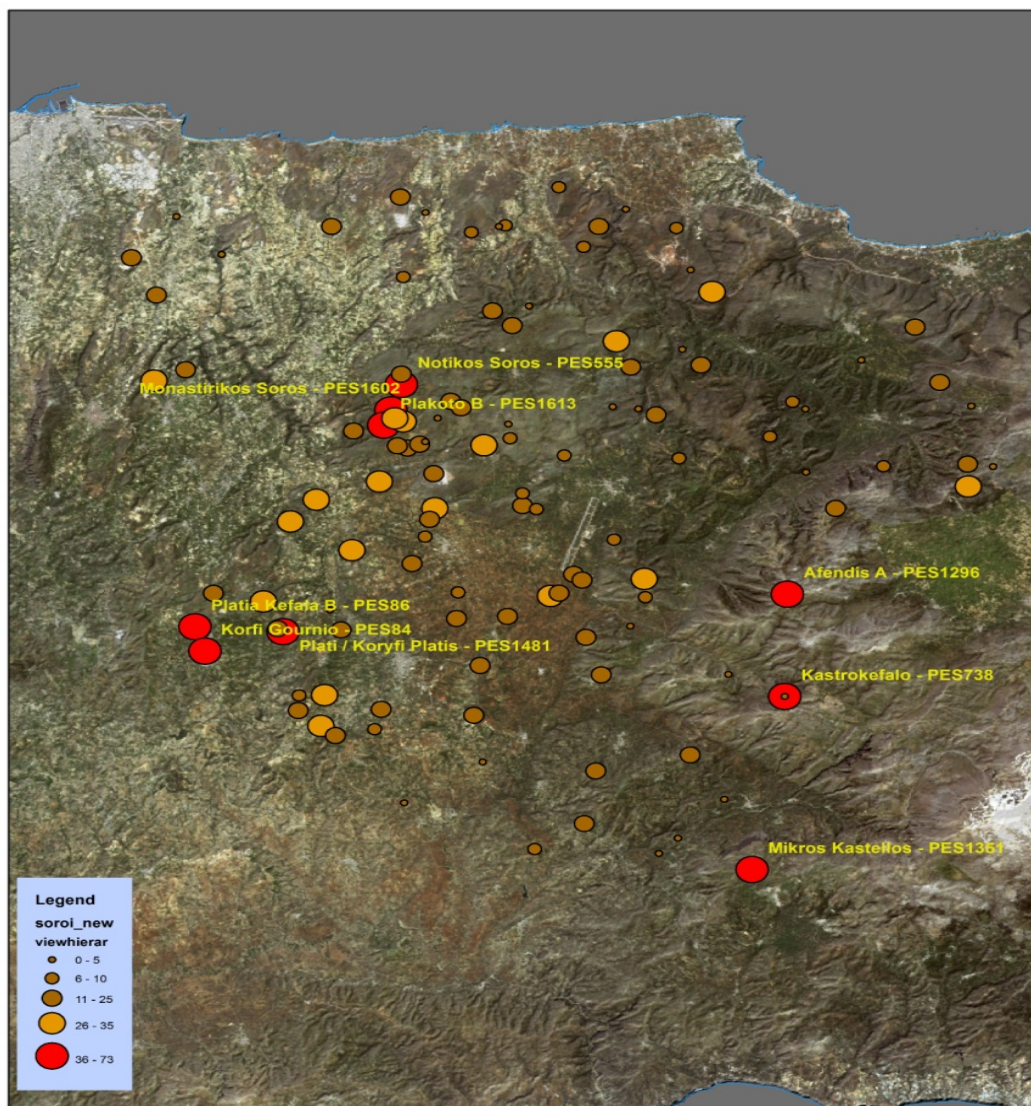 Notikos Soros - PES555
Monastirikos Soros - PES1602
Plakoto B - PES1613
Afendis A - PES1296
Platia Kefala B - PES86
Korfi Gournio - PES84
Plati / Koryfi Platis - PES1481
Kastrokefalo - PES738
Mikros Kastellos - PES1351
Legend
soroi_new
viewhierar
0 - 5
6 - 10
11 - 25
26 - 35
36 - 73